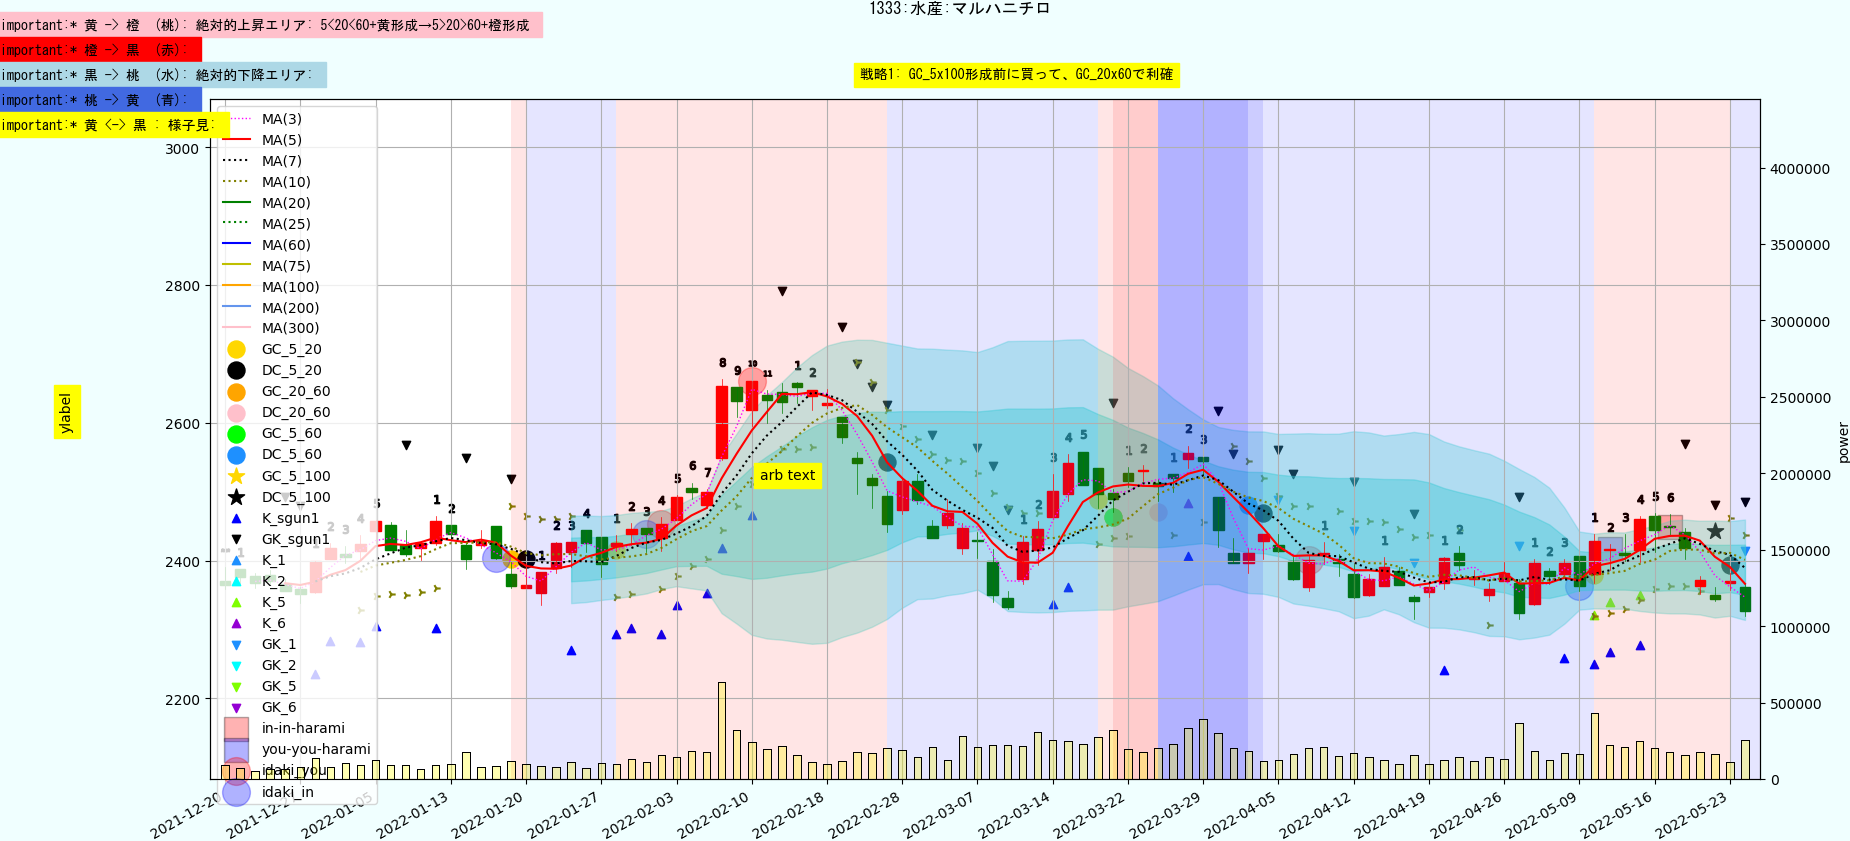 1333:水産:マルハニチロ
important:* 黄 -> 橙 (桃): 絶対的上昇エリア: 5<20<60+黄形成→5>20>60+橙形成
important:* 橙 -> 黒 (赤):
important:* 黒 -> 桃 (水): 絶対的下降エリア:
戦略1: GC_5x100形成前に買って、GC_20x60で利確
important:* 桃 -> 黄 (青):
important:* 黄 <-> 黒 : 様子見:
MA(3)
MA(5)
MA(7)
MA(10)
MA(20)
MA(25)
MA(60)
MA(75)
MA(100)
MA(200)
MA(300)
GC_5_20
DC_5_20
GC_20_60
DC_20_60
GC_5_60
DC_5_60
GC_5_100
DC_5_100
K_sgun1
GK_sgun1
K_1
K_2
K_5
K_6
GK_1
GK_2
GK_5
GK_6
in-in-harami
you-you-harami
idaki_you
idaki_in
ylabel
3000
2800
2600
2400
2200
arb text
power
4000000
3500000
3000000
2500000
2000000
1500000
1000000
500000
0
2021-12-20
2022-01-05
2022-01-13
2022-01-20
2022-01-27
2022-02-03
2022-02-10
2022-02-18
2022-02-28
2022-03-07
2022-03-14
2022-03-22
2022-03-29
2022-04-05
2022-04-12
2022-04-19
2022-04-26
2022-05-09
2022-05-16
2022-05-23